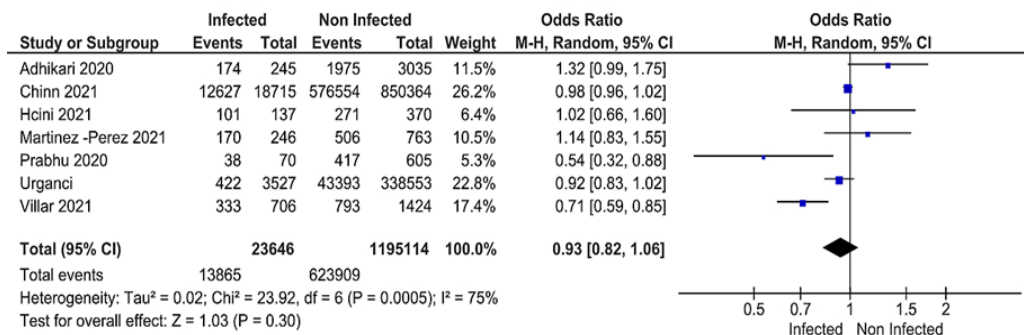 Infected Non Infected Odds Ratio Odds Ratio
Study or Subgroup Events Total Events Total Weight M-H, Random, 95% CI M-H, Random, 95% CI
Adhikari 2020 174 245 1975 3035 11.5% 1.32 [0.99, 1.75]
Chinn 2021 12627 18715 576554 850364 26.2% 0.98 [0.96, 1.02]
Hcini 2021 101 137 271 370 6.4% 1.02 [0.66, 1.60]
Martinez -Perez 2021 170 246 506 763 10.5% 1.14 [0.83, 1.55]
Prabhu 2020 38 70 417 605 5.3% 0.54 [0.32, 0.88]
Urganci 422 3527 43393 338553 22.8% 0.92 [0.83, 1.02]
Villar 2021 333 706 793 1424 17.4% 0.71 [0.59, 0.85]
Total (95% CI) 23646 1195114 100.0% 0.93 [0.82, 1.06]
Total events 13865 623909
Heterogeneity: Tau² = 0.02; Chi² = 23.92, df = 6 (P = 0.0005); I² = 75%
Test for overall effect: Z = 1.03 (P = 0.30)
0.5 0.7 1 1.5 2
Infected Non Infected